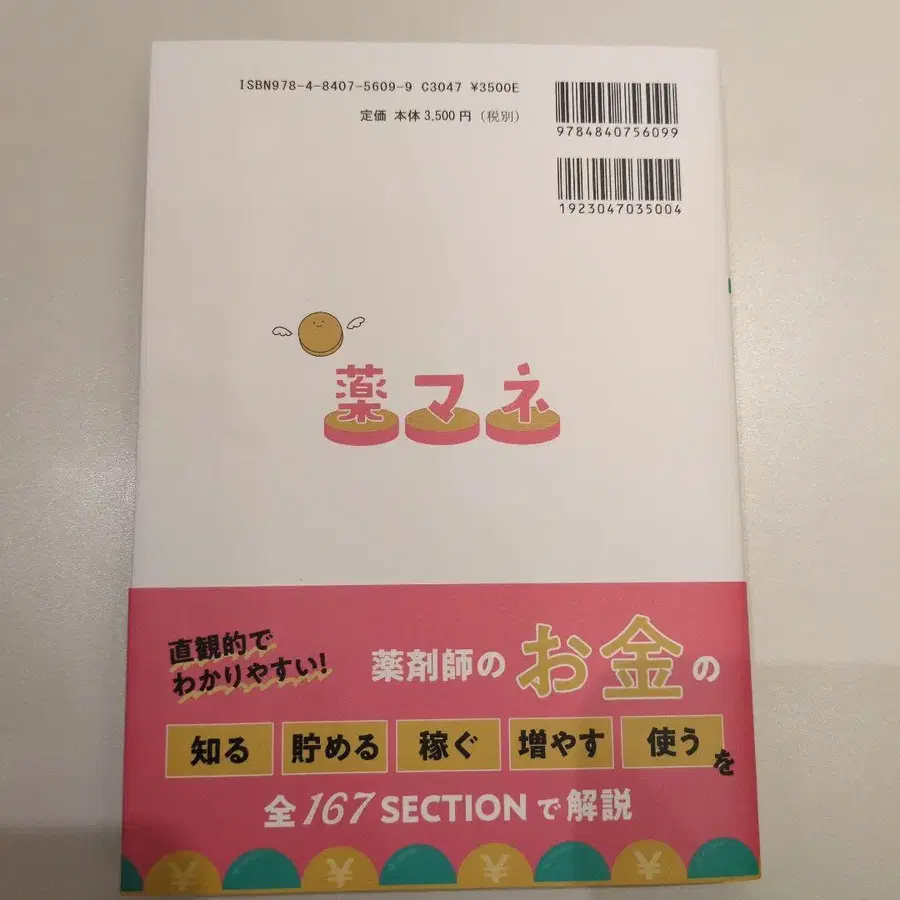 ISBN978-4-8407-5609-9 C3047 ¥3500E
定価 本体3,500円（税別）
9784840756099
1923047035004
薬マネ
直観的で
わかりやすい!
薬剤師のお金の
知る 貯める 稼ぐ 増やす 使う を
全167 SECTIONで解説
¥ ¥ ¥ ¥